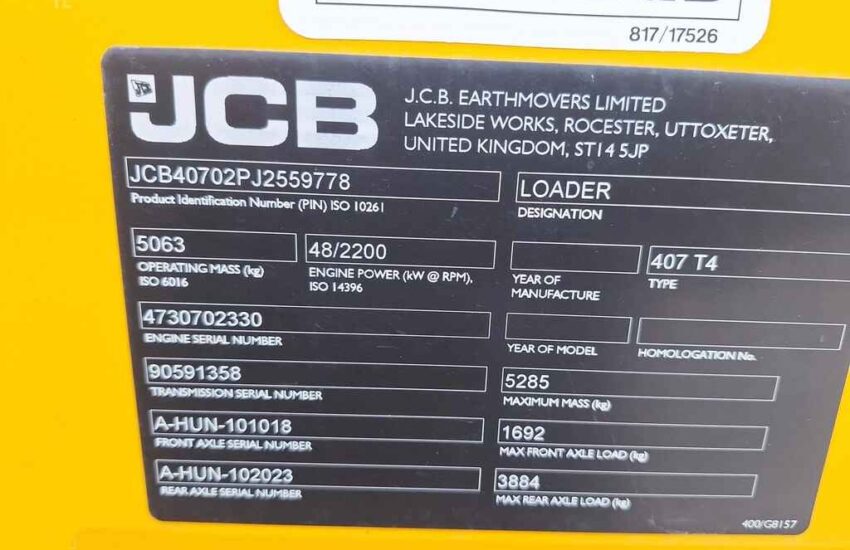 817/17526
JCB
J.C.B. EARTHMOVERS LIMITED
LAKESIDE WORKS, ROCESTER, UTTOXETER,
UNITED KINGDOM, ST14 5JP
JCB40702PJ2559778
Product Identification Number (PIN) ISO 10261
LOADER
DESIGNATION
5063
OPERATING MASS (kg)
ISO 6016
48/2200
ENGINE POWER (kW @ RPM),
ISO 14396
YEAR OF
MANUFACTURE
407 T4
TYPE
4730702330
ENGINE SERIAL NUMBER
YEAR OF MODEL
HOMOLOGATION No.
90591358
TRANSMISSION SERIAL NUMBER
5285
MAXIMUM MASS (kg)
A-HUN-101018
FRONT AXLE SERIAL NUMBER
1692
MAX FRONT AXLE LOAD (kg)
A-HUN-102023
REAR AXLE SERIAL NUMBER
3884
MAX REAR AXLE LOAD (kg)
400/G8157